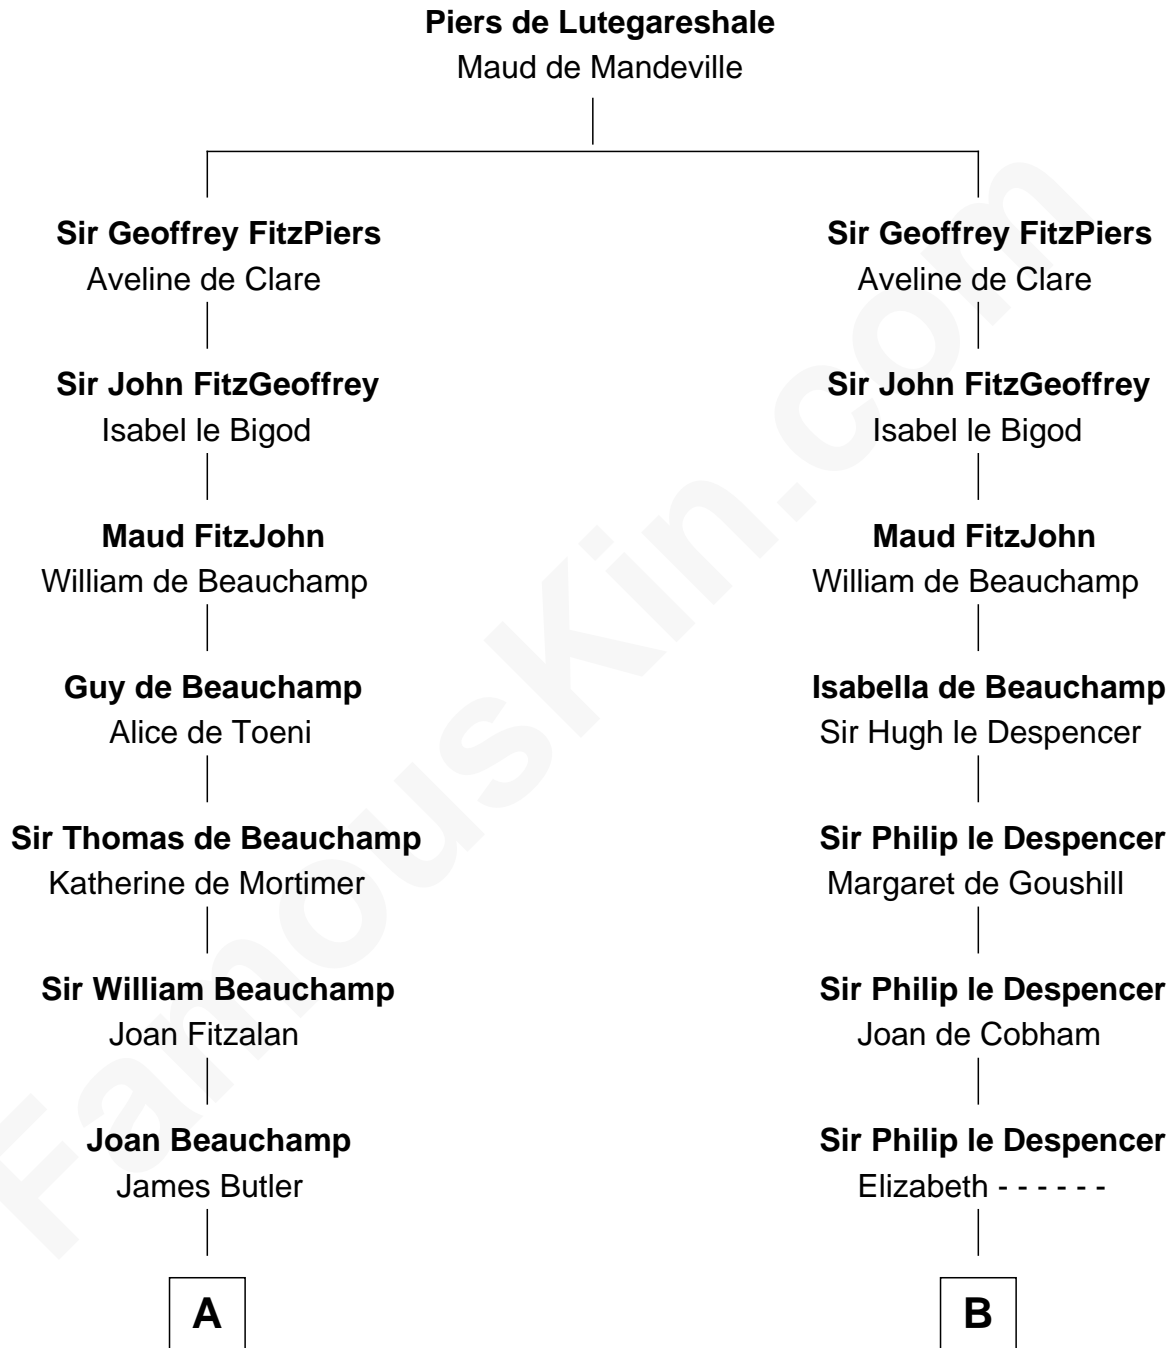 Piers de Lutegareshale
Maud de Mandeville
Sir Geoffrey FitzPiers
Aveline de Clare
Sir John FitzGeoffrey
Isabel le Bigod
Maud FitzJohn
William de Beauchamp
Guy de Beauchamp
Alice de Toeni
Sir Thomas de Beauchamp
Katherine de Mortimer
Sir William Beauchamp
Joan Fitzalan
Joan Beauchamp
James Butler
A
Sir Geoffrey FitzPiers
Aveline de Clare
Sir John FitzGeoffrey
Isabel le Bigod
Maud FitzJohn
William de Beauchamp
Isabella de Beauchamp
Sir Hugh le Despencer
Sir Philip le Despencer
Margaret de Goushill
Sir Philip le Despencer
Joan de Cobham
Sir Philip le Despencer
Elizabeth - - - - - -
B
FamousKin.com